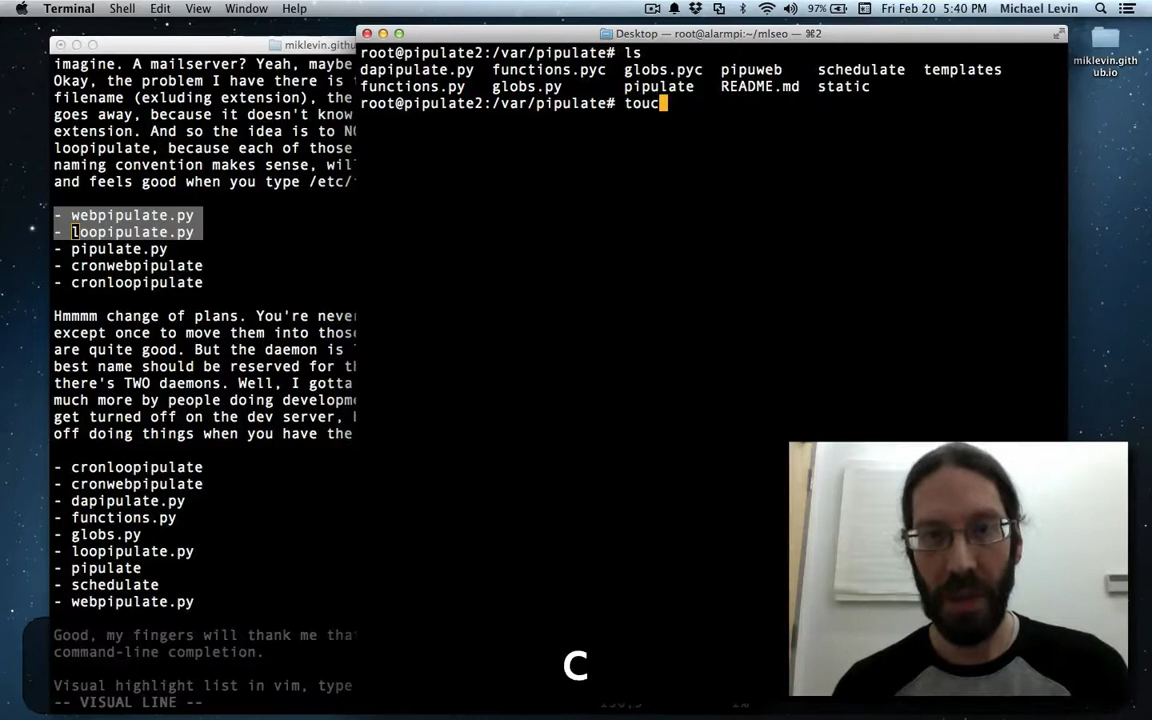 Terminal Shell Edit View Window Help 97% Fri Feb 20 5:40 PM Michael Levin
miklevin.gith
Desktop — root@alarmpi:~/mlseo — ⌘2
miklevin.gith
ub.io
imagine. A mailserver? Yeah, maybe
Okay, the problem I have there is
filename (exluding extension), the
goes away, because it doesn't know
extension. And so the idea is to
loopipulate, because each of those
naming convention makes sense, wil
and feels good when you type /etc/
- webpipulate.py
- loopipulate.py
- pipulate.py
- cronwebpipulate
- cronloopipulate
Hmmmm change of plans. You're neve
except once to move them into thos
are quite good. But the daemon is
best name should be reserved for
there's TWO daemons. Well, I gotta
much more by people doing developm
get turned off on the dev server,
off doing things when you have the
- cronloopipulate
- cronwebpipulate
- dapipulate.py
- functions.py
- globs.py
- loopipulate.py
- pipulate
- schedulate
- webpipulate.py
Good, my fingers will thank me tha
command-line completion.
Visual highlight list in vim, type
-- VISUAL LINE --
root@pipulate2:/var/pipulate# ls
dapipulate.py functions.pyc globs.pyc pipuweb schedulate templates
functions.py globs.py pipulate README.md static
root@pipulate2:/var/pipulate# touc
C